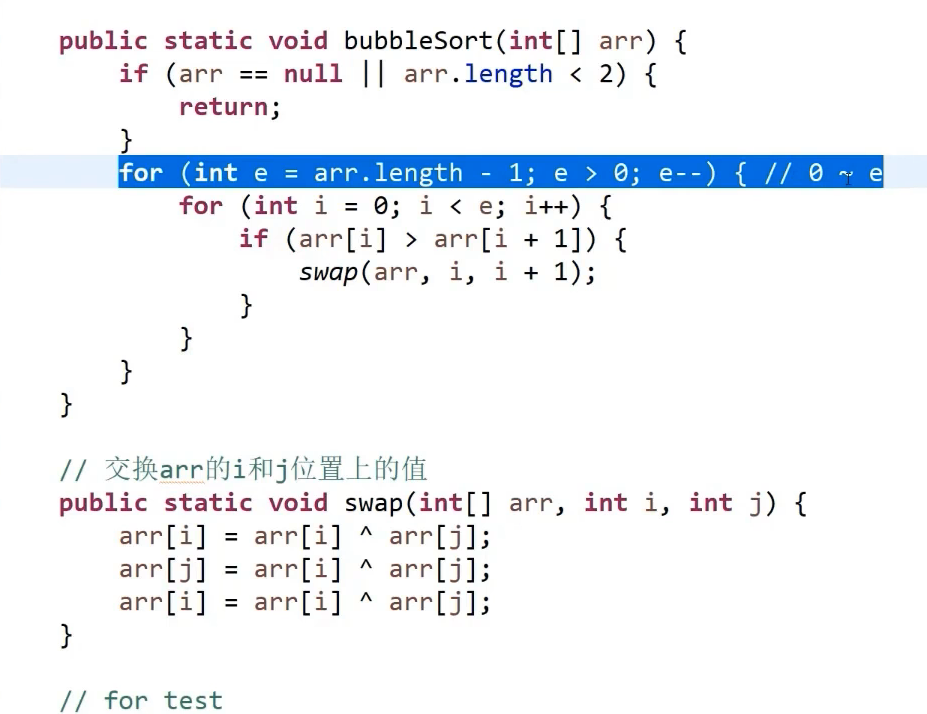 public static void bubbleSort(int[] arr) {
    if (arr == null || arr.length < 2) {
        return;
    }
    for (int e = arr.length - 1; e > 0; e--) { // 0 ~ e
        for (int i = 0; i < e; i++) {
            if (arr[i] > arr[i + 1]) {
                swap(arr, i, i + 1);
            }
        }
    }
}

// 交换arr的i和j位置上的值
public static void swap(int[] arr, int i, int j) {
    arr[i] = arr[i] ^ arr[j];
    arr[j] = arr[i] ^ arr[j];
    arr[i] = arr[i] ^ arr[j];
}

// for test